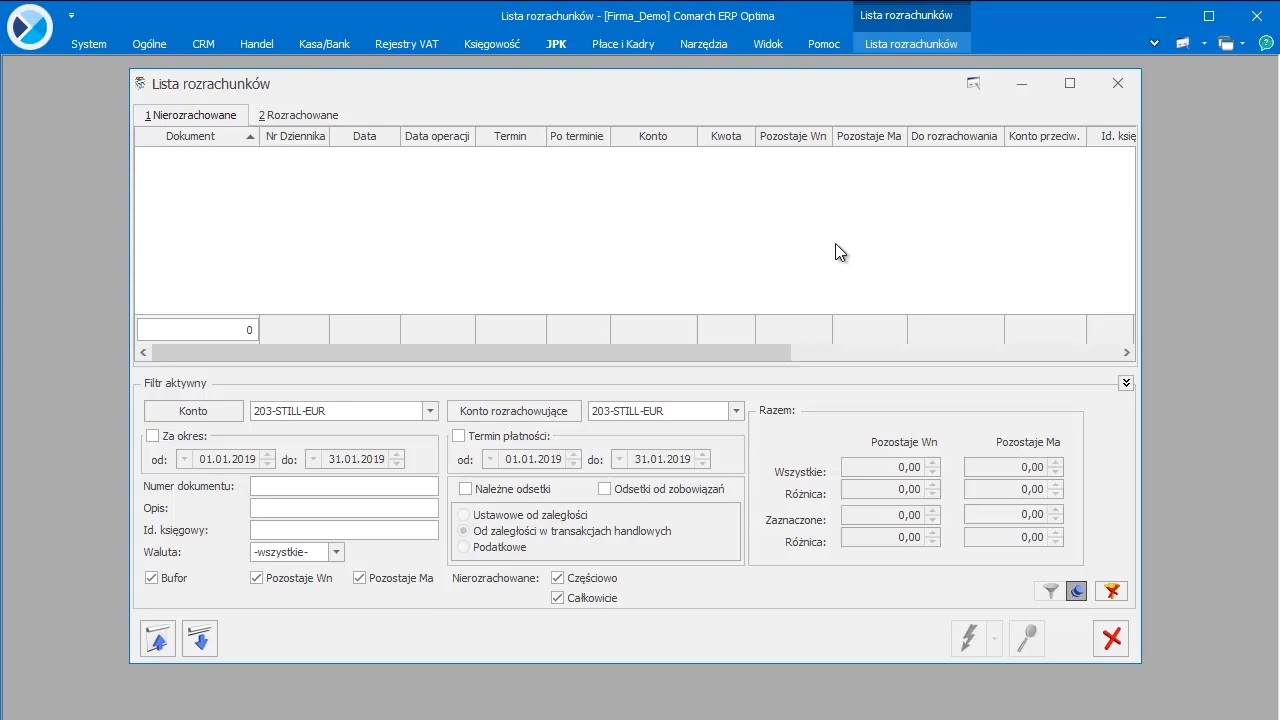 Lista rozrachunków - [Firma_Demo] Comarch ERP Optima
Lista rozrachunków
System Ogólne CRM Handel Kasa/Bank Rejestry VAT Księgowość JPK Płace i Kadry Narzędzia Widok Pomoc Lista rozrachunków
Lista rozrachunków
1 Nierozrachowane 2 Rozrachowane
Dokument Nr Dziennika Data Data operacji Termin Po terminie Konto Kwota Pozostaje Wn Pozostaje Ma Do rozrachowania Konto przeciw. Id. księ
0
Filtr aktywny
Konto 203-STILL-EUR Konto rozrachowujące 203-STILL-EUR Razem:
Za okres: Termin płatności: Pozostaje Wn Pozostaje Ma
od: 01.01.2019 do: 31.01.2019 od: 01.01.2019 do: 31.01.2019
Wszystkie: 0,00 0,00
Numer dokumentu: Należne odsetki Odsetki od zobowiązań Różnica: 0,00 0,00
Opis: Ustawowe od zaległości Zaznaczone: 0,00 0,00
Id. księgowy: Od zaległości w transakcjach handlowych Różnica: 0,00 0,00
Waluta: -wszystkie- Podatkowe
Bufor Pozostaje Wn Pozostaje Ma Nierozrachowane: Częściowo
Całkowicie